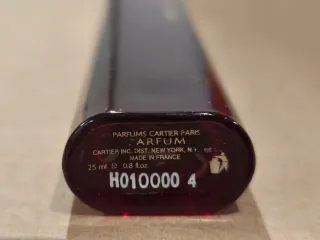 PARFUMS CARTIER PARIS
PARFUM
CARTIER INC. DIST. NEW YORK, N.Y.
MADE IN FRANCE
25 ml ℮ 0.8 fl.oz
H010000 4